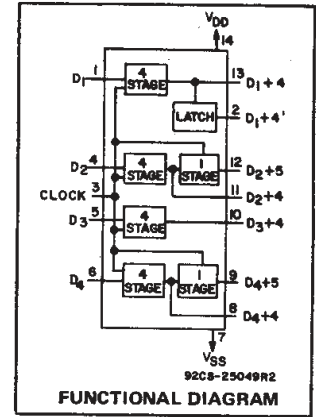 VDD
14
D1 1 4 STAGE 13 D1+4
LATCH 2 D1+4'
D2 4 4 STAGE 1 STAGE 12 D2+5
CLOCK 3 11 D2+4
D3 5 4 STAGE 10 D3+4
D4 6 4 STAGE 1 STAGE 9 D4+5
8 D4+4
7
VSS
92CS-25049R2
FUNCTIONAL DIAGRAM